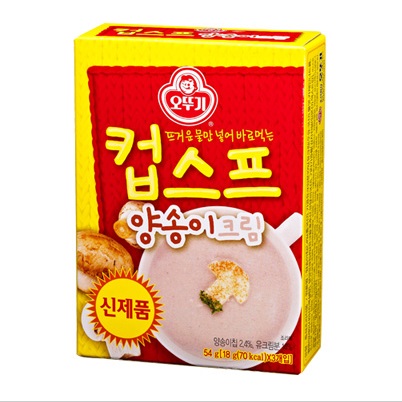 오뚜기
뜨거운 물만 넣어 바로먹는
컵스프
양송이크림
신제품
양송이칩 2.4%, 유크림분
54 g[18 g(70 kcal)X3개입]